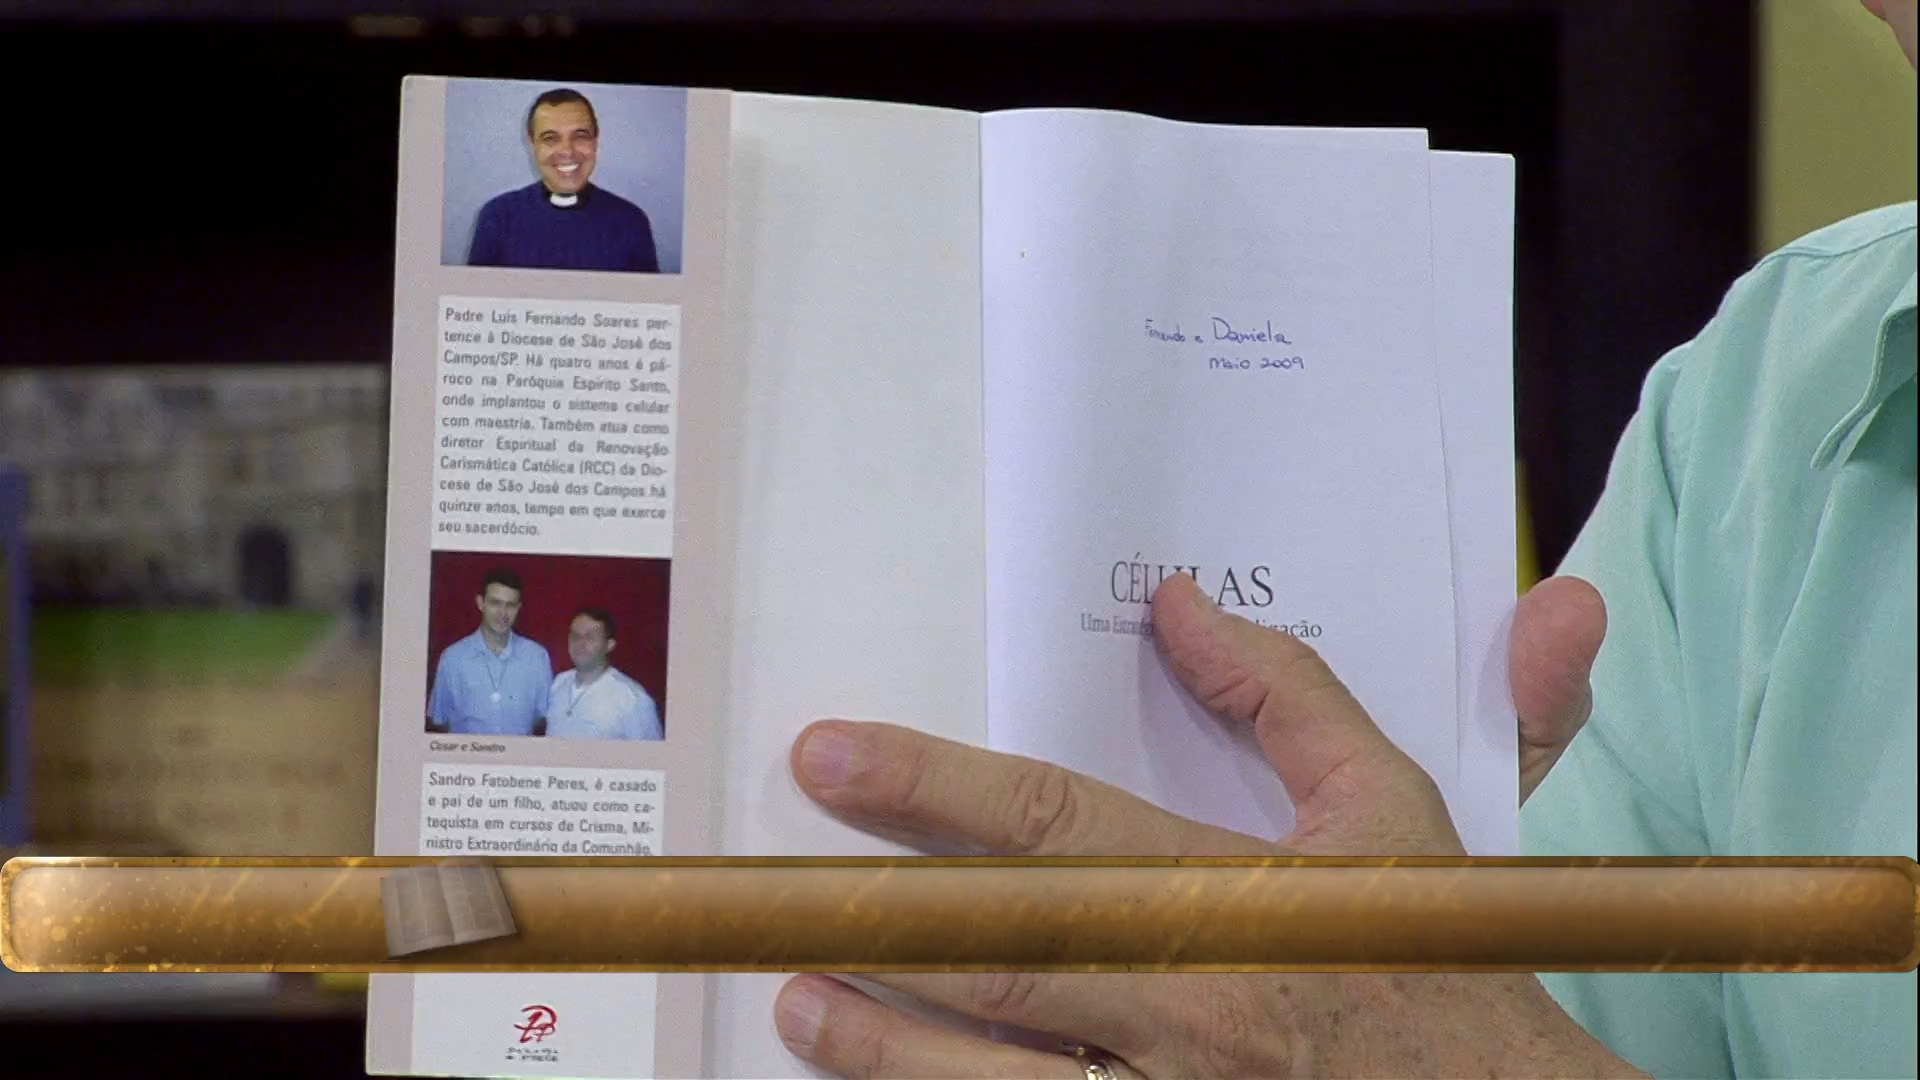 Padre Luis Fernando Soares per-
tence à Diocese de São José dos
Campos/SP. Há quatro anos é pá-
roco na Paróquia Espírito Santo,
onde implantou o sistema celular
com maestria. Também atua como
diretor Espiritual da Renovação
Carismática Católica (RCC) da Dio-
cese de São José dos Campos há
quinze anos, tempo em que exerce
seu sacerdócio.
Cesar e Sandro
Sandro Fatobene Peres, é casado
e pai de um filho, atuou como ca-
tequista em cursos de Crisma, Mi-
nistro Extraordinário da Comunhão,
Fernando e Daniela
Maio 2009
CÉL LAS
Uma